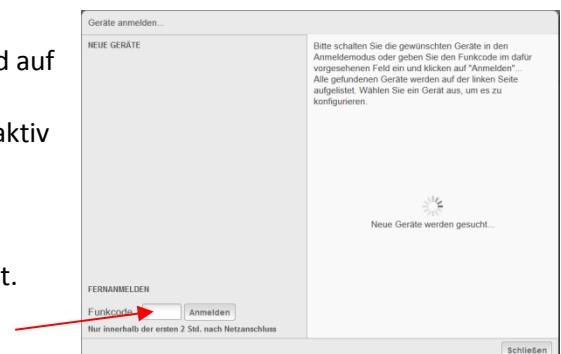 d auf
aktiv
t.
Geräte anmelden...
NEUE GERÄTE
Bitte schalten Sie die gewünschten Geräte in den
Anmeldemodus oder geben Sie den Funkcode im dafür
vorgesehenen Feld ein und klicken auf "Anmelden"...
Alle gefundenen Geräte werden auf der linken Seite
aufgelistet. Wählen Sie ein Gerät aus, um es zu
konfigurieren.
Neue Geräte werden gesucht...
FERNANMELDEN
Funkcode Anmelden
Nur innerhalb der ersten 2 Std. nach Netzanschluss
Schließen